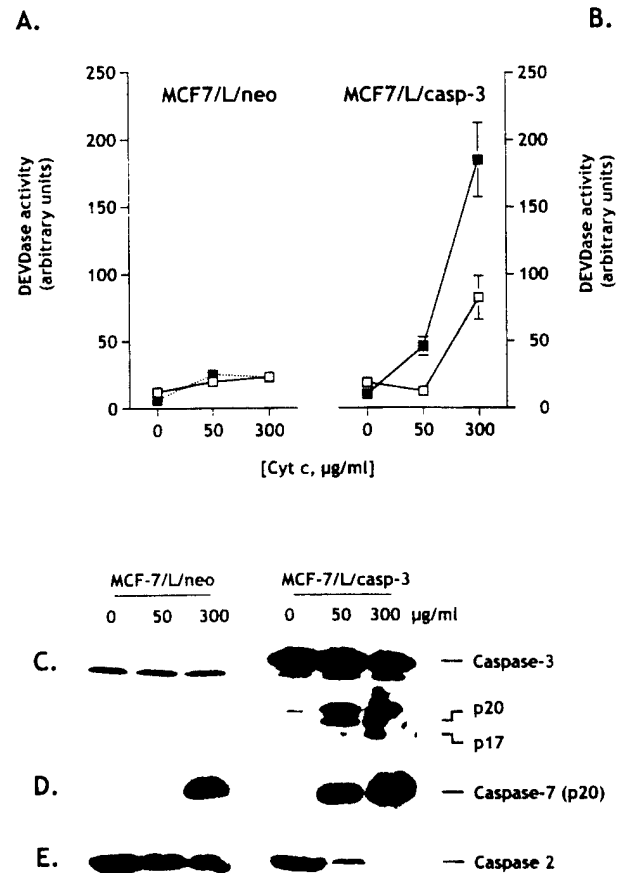 A.
B.
MCF7/L/neo
MCF7/L/casp-3
250
200
150
100
50
0
DEVDase activity
(arbitrary units)
250
200
150
100
50
0
DEVDase activity
(arbitrary units)
0 50 300
0 50 300
[Cyt c, µg/ml]
MCF-7/L/neo
MCF-7/L/casp-3
0 50 300
0 50 300 µg/ml
C.
Caspase-3
p20
p17
D.
Caspase-7 (p20)
E.
Caspase 2